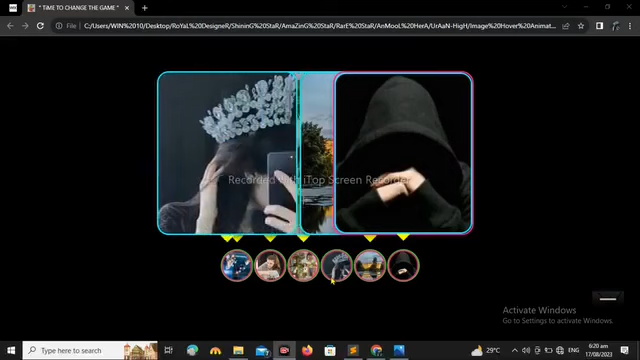 * TIME TO CHANGE THE GAME *
File
C:/Users/WIN%2010/Desktop/RoYaL%20DesigneR/ShininG%20StaR/AmaZinG%20StaR/RarE%20StaR/AnMooL%20HerA/UrAaN-HigH/Image%20Hover%20Animat...
Recorded with iTop Screen Recorder
Activate Windows
Go to Settings to activate Windows.
Type here to search
29°C
6:20 am
17/08/2023